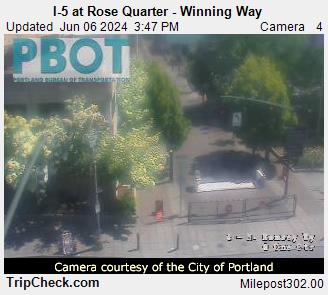 I-5 at Rose Quarter - Winning Way
Updated Jun 06 2024 3:47 PM Camera 4
PBOT
PORTLAND BUREAU OF TRANSPORTATION
Camera courtesy of the City of Portland
TripCheck.com Milepost302.00